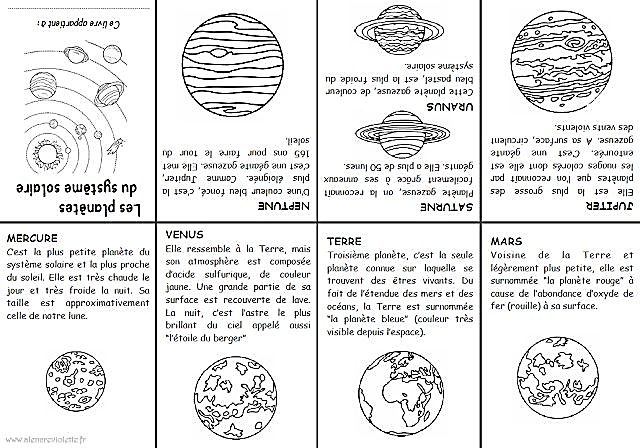 Les planètes
du système solaire
Ce livre appartient à :
NEPTUNE
D'une couleur bleu foncé, c'est la
plus éloignée. Comme Jupiter,
c'est une géante gazeuse. Elle met
165 ans pour faire le tour du
soleil.
URANUS
Cette planète gazeuse, de couleur
bleu pastel, est la plus froide du
système solaire.
SATURNE
Planète gazeuse, on la reconnaît
facilement grâce à ses anneaux
géants. Elle a plus de 50 lunes.
JUPITER
Elle est la plus grosse des
planètes que l'on reconnaît par
les nuages colorés dont elle est
entourée. C'est une géante
gazeuse. A sa surface, circulent
des vents violents.
MERCURE
C'est la plus petite planète du
système solaire et la plus proche
du soleil. Elle est très chaude le
jour et très froide la nuit. Sa
taille est approximativement
celle de notre lune.
VENUS
Elle ressemble à la Terre, mais
son atmosphère est composée
d'acide sulfurique, de couleur
jaune. Une grande partie de sa
surface est recouverte de lave.
La nuit, c'est l'astre le plus
brillant du ciel appelé aussi
"l'étoile du berger"
TERRE
Troisième planète, c'est la seule
planète connue sur laquelle se
trouvent des êtres vivants. Du
fait de l'étendue des mers et des
océans, la Terre est surnommée
"la planète bleue" (couleur très
visible depuis l'espace).
MARS
Voisine de la Terre et
légèrement plus petite, elle est
surnommée "la planète rouge" à
cause de l'abondance d'oxyde de
fer (rouille) à sa surface.